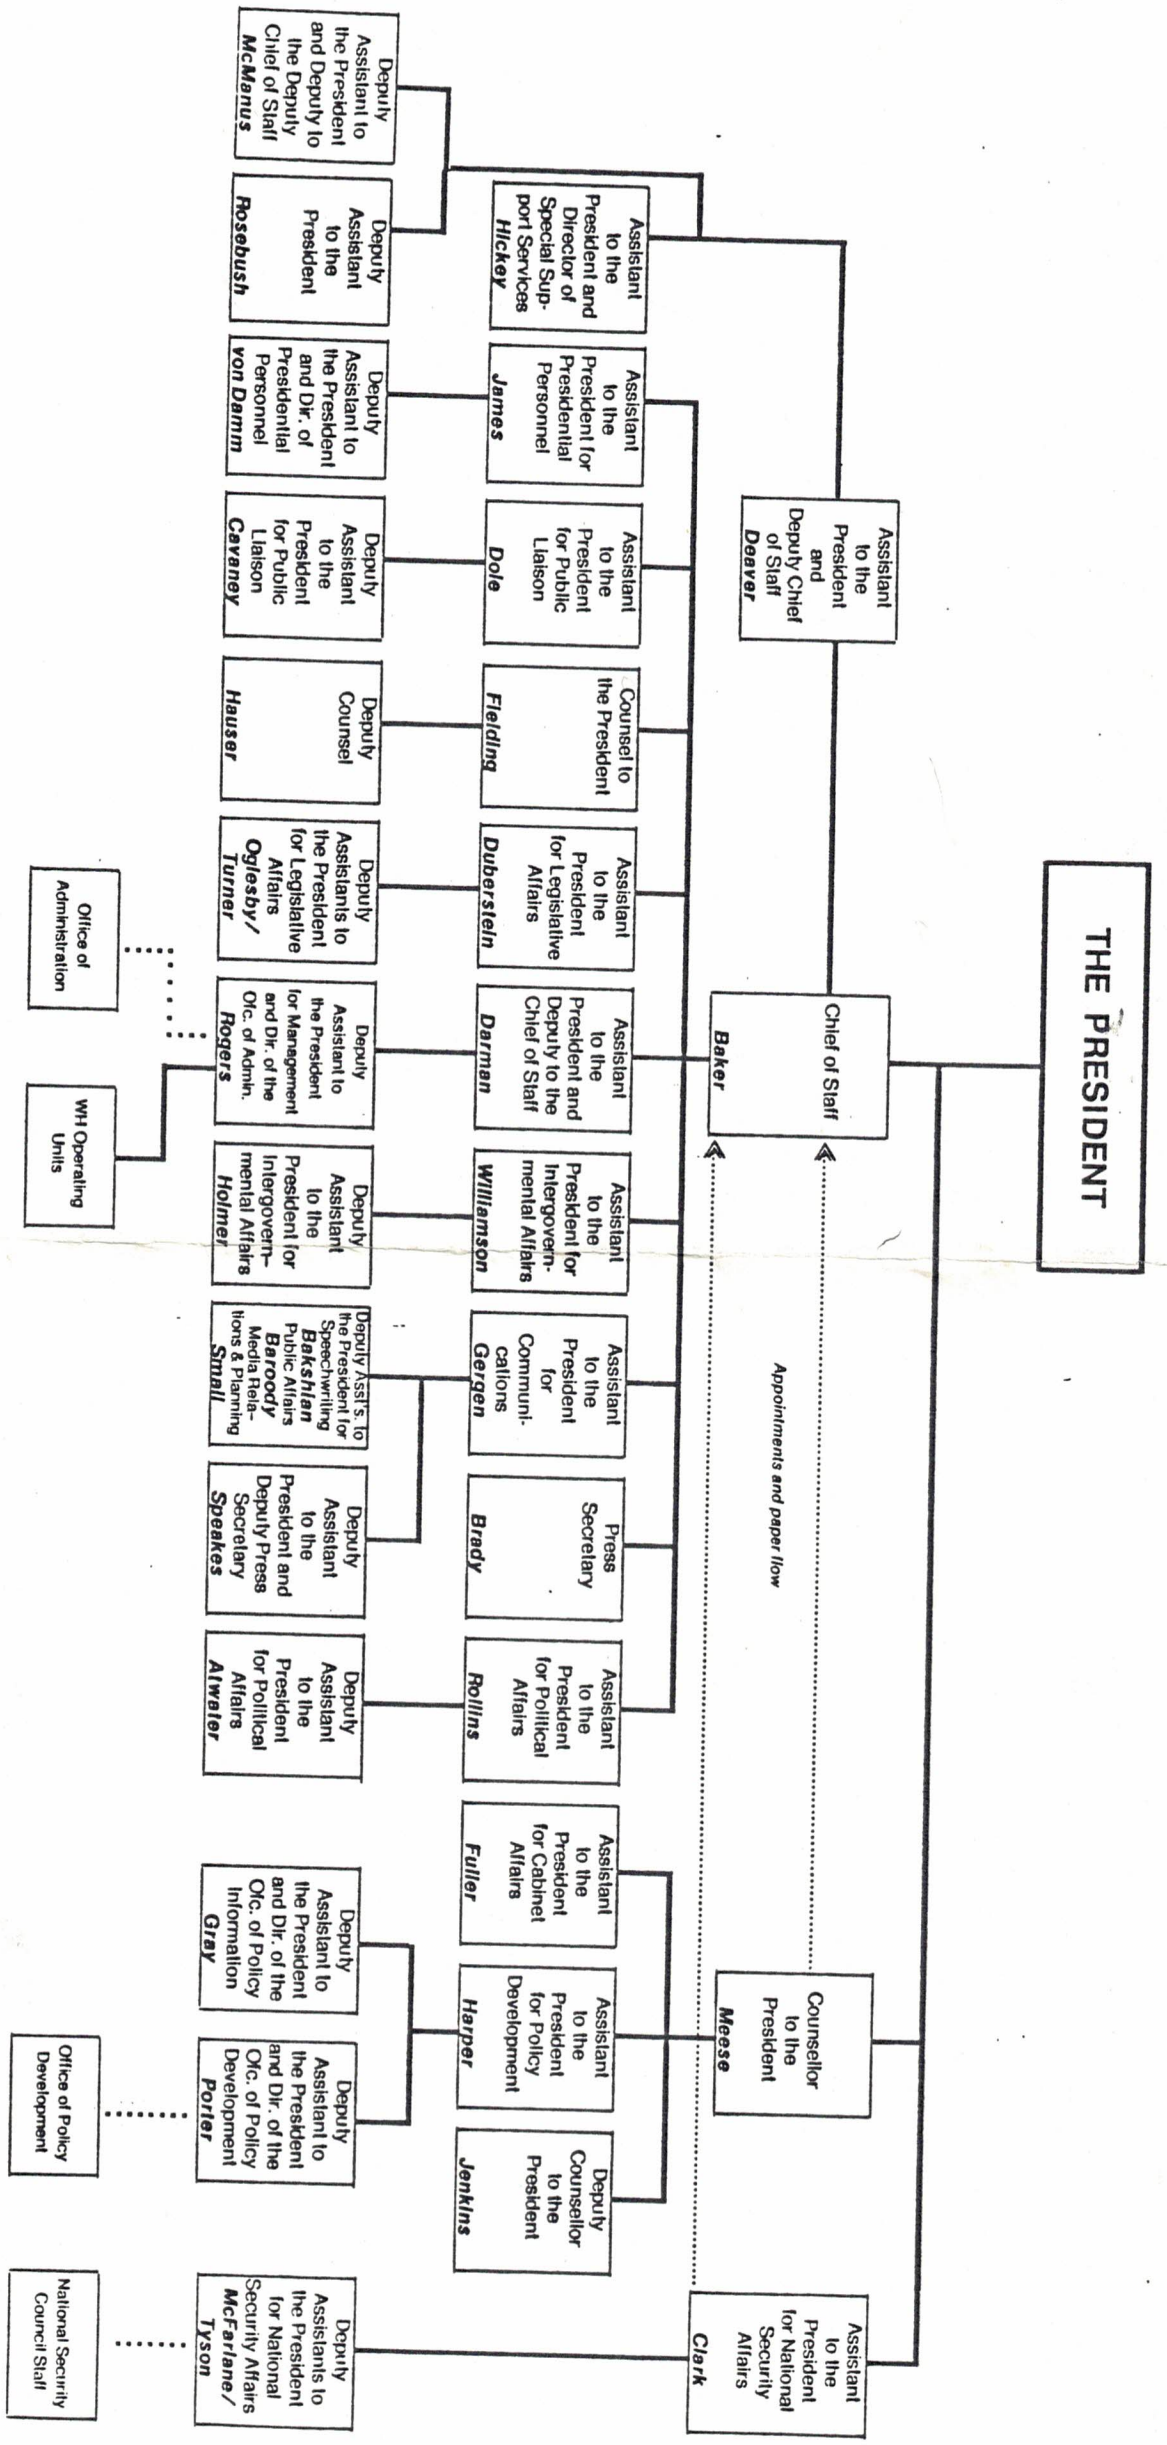 THE PRESIDENT
Chief of Staff
Baker
Assistant
to the
President
and
Deputy Chief
of Staff
Deaver
Counsellor
to the
President
Meese
Assistant
to the
President
for National
Security
Affairs
Clark
Appointments and paper flow
Assistant
to the
President and
Director of
Special Sup-
port Services
Hickey
Assistant
to the
President for
Presidential
Personnel
James
Assistant
to the
President
for Public
Liaison
Dole
Counsel to
the President
Fielding
Assistant
to the
President
for Legislative
Affairs
Duberstein
Assistant
to the
President and
Deputy to the
Chief of Staff
Darman
Assistant
to the
President for
Intergovern-
mental Affairs
Williamson
Assistant
to the
President
for
Communi-
cations
Gergen
Press
Secretary
Brady
Assistant
to the
President
for Political
Affairs
Rollins
Assistant
to the
President
for Cabinet
Affairs
Fuller
Assistant
to the
President
for Policy
Development
Harper
Deputy
Counsellor
to the
President
Jenkins
Deputy
Assistant to
the President
and Deputy to
the Deputy
Chief of Staff
McManus
Deputy
Assistant
to the
President
Rosebush
Deputy
Assistant to
the President
and Dir. of
Presidential
Personnel
von Damm
Deputy
Assistant
to the
President
for Public
Liaison
Cavaney
Deputy
Counsel
Hauser
Deputy
Assistants to
the President
for Legislative
Affairs
Oglesby/
Turner
Deputy
Assistant to
the President
for Management
and Dir. of the
Ofc. of Admin.
Rogers
Deputy
Assistant
to the
President for
Intergovern-
mental Affairs
Holmer
Deputy Asst's. to
the President for
Speechwriting
Bakshian
Public Affairs
Baroody
Media Rela-
tions & Planning
Small
Deputy
Assistant
to the
President and
Deputy Press
Secretary
Speakes
Deputy
Assistant
to the
President
for Political
Affairs
Atwater
Deputy
Assistant to
the President
and Dir. of the
Ofc. of Policy
Information
Gray
Deputy
Assistant to
the President
and Dir. of the
Ofc. of Policy
Development
Porter
Deputy
Assistants to
the President
for National
Security Affairs
McFarlane/
Tyson
Office of
Administration
WH Operating
Units
Office of Policy
Development
National Security
Council Staff